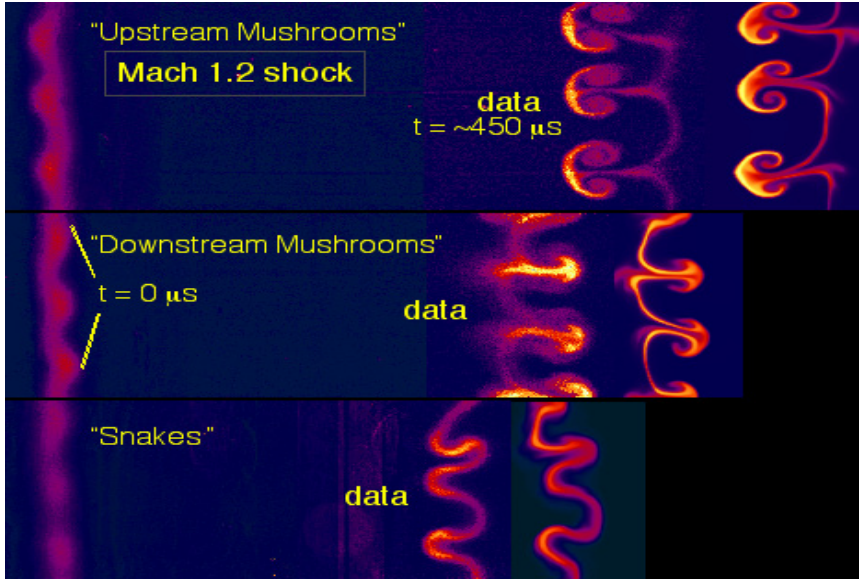 "Upstream Mushrooms"
Mach 1.2 shock
data
t = ~450 μs
"Downstream Mushrooms"
t = 0 μs
data
"Snakes"
data